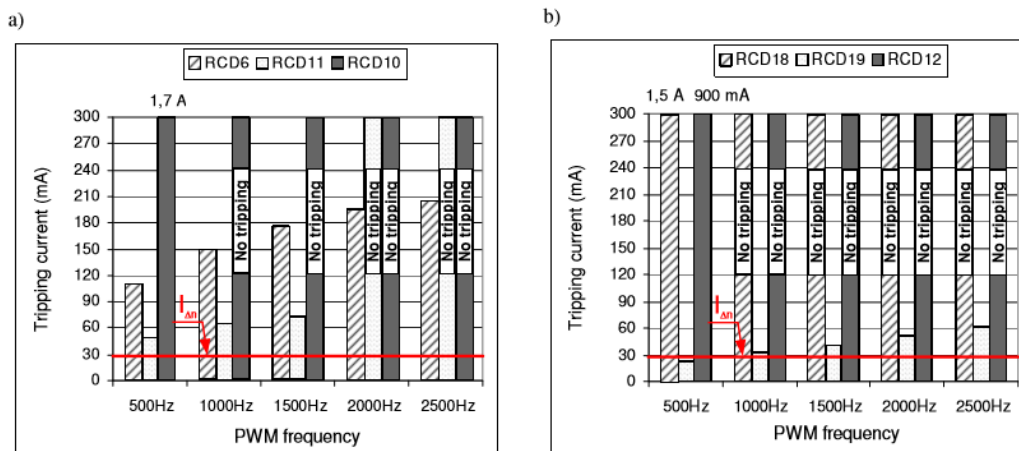 a)
RCD6 RCD11 RCD10
1,7 A
Tripping current (mA)
300
270
240
210
180
150
120
90
60
30
0
No tripping
No tripping
No tripping
No tripping
No tripping
No tripping
I∆n
500Hz 1000Hz 1500Hz 2000Hz 2500Hz
PWM frequency
b)
RCD18 RCD19 RCD12
1,5 A 900 mA
Tripping current (mA)
300
270
240
210
180
150
120
90
60
30
0
No tripping
No tripping
No tripping
No tripping
No tripping
No tripping
No tripping
No tripping
I∆n
500Hz 1000Hz 1500Hz 2000Hz 2500Hz
PWM frequency